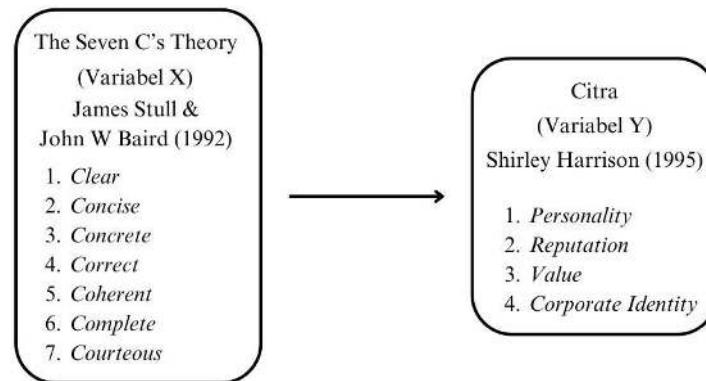 The Seven C's Theory
(Variabel X)
James Stull &
John W Baird (1992)
1. Clear
2. Concise
3. Concrete
4. Correct
5. Coherent
6. Complete
7. Courteous
Citra
(Variabel Y)
Shirley Harrison (1995)
1. Personality
2. Reputation
3. Value
4. Corporate Identity